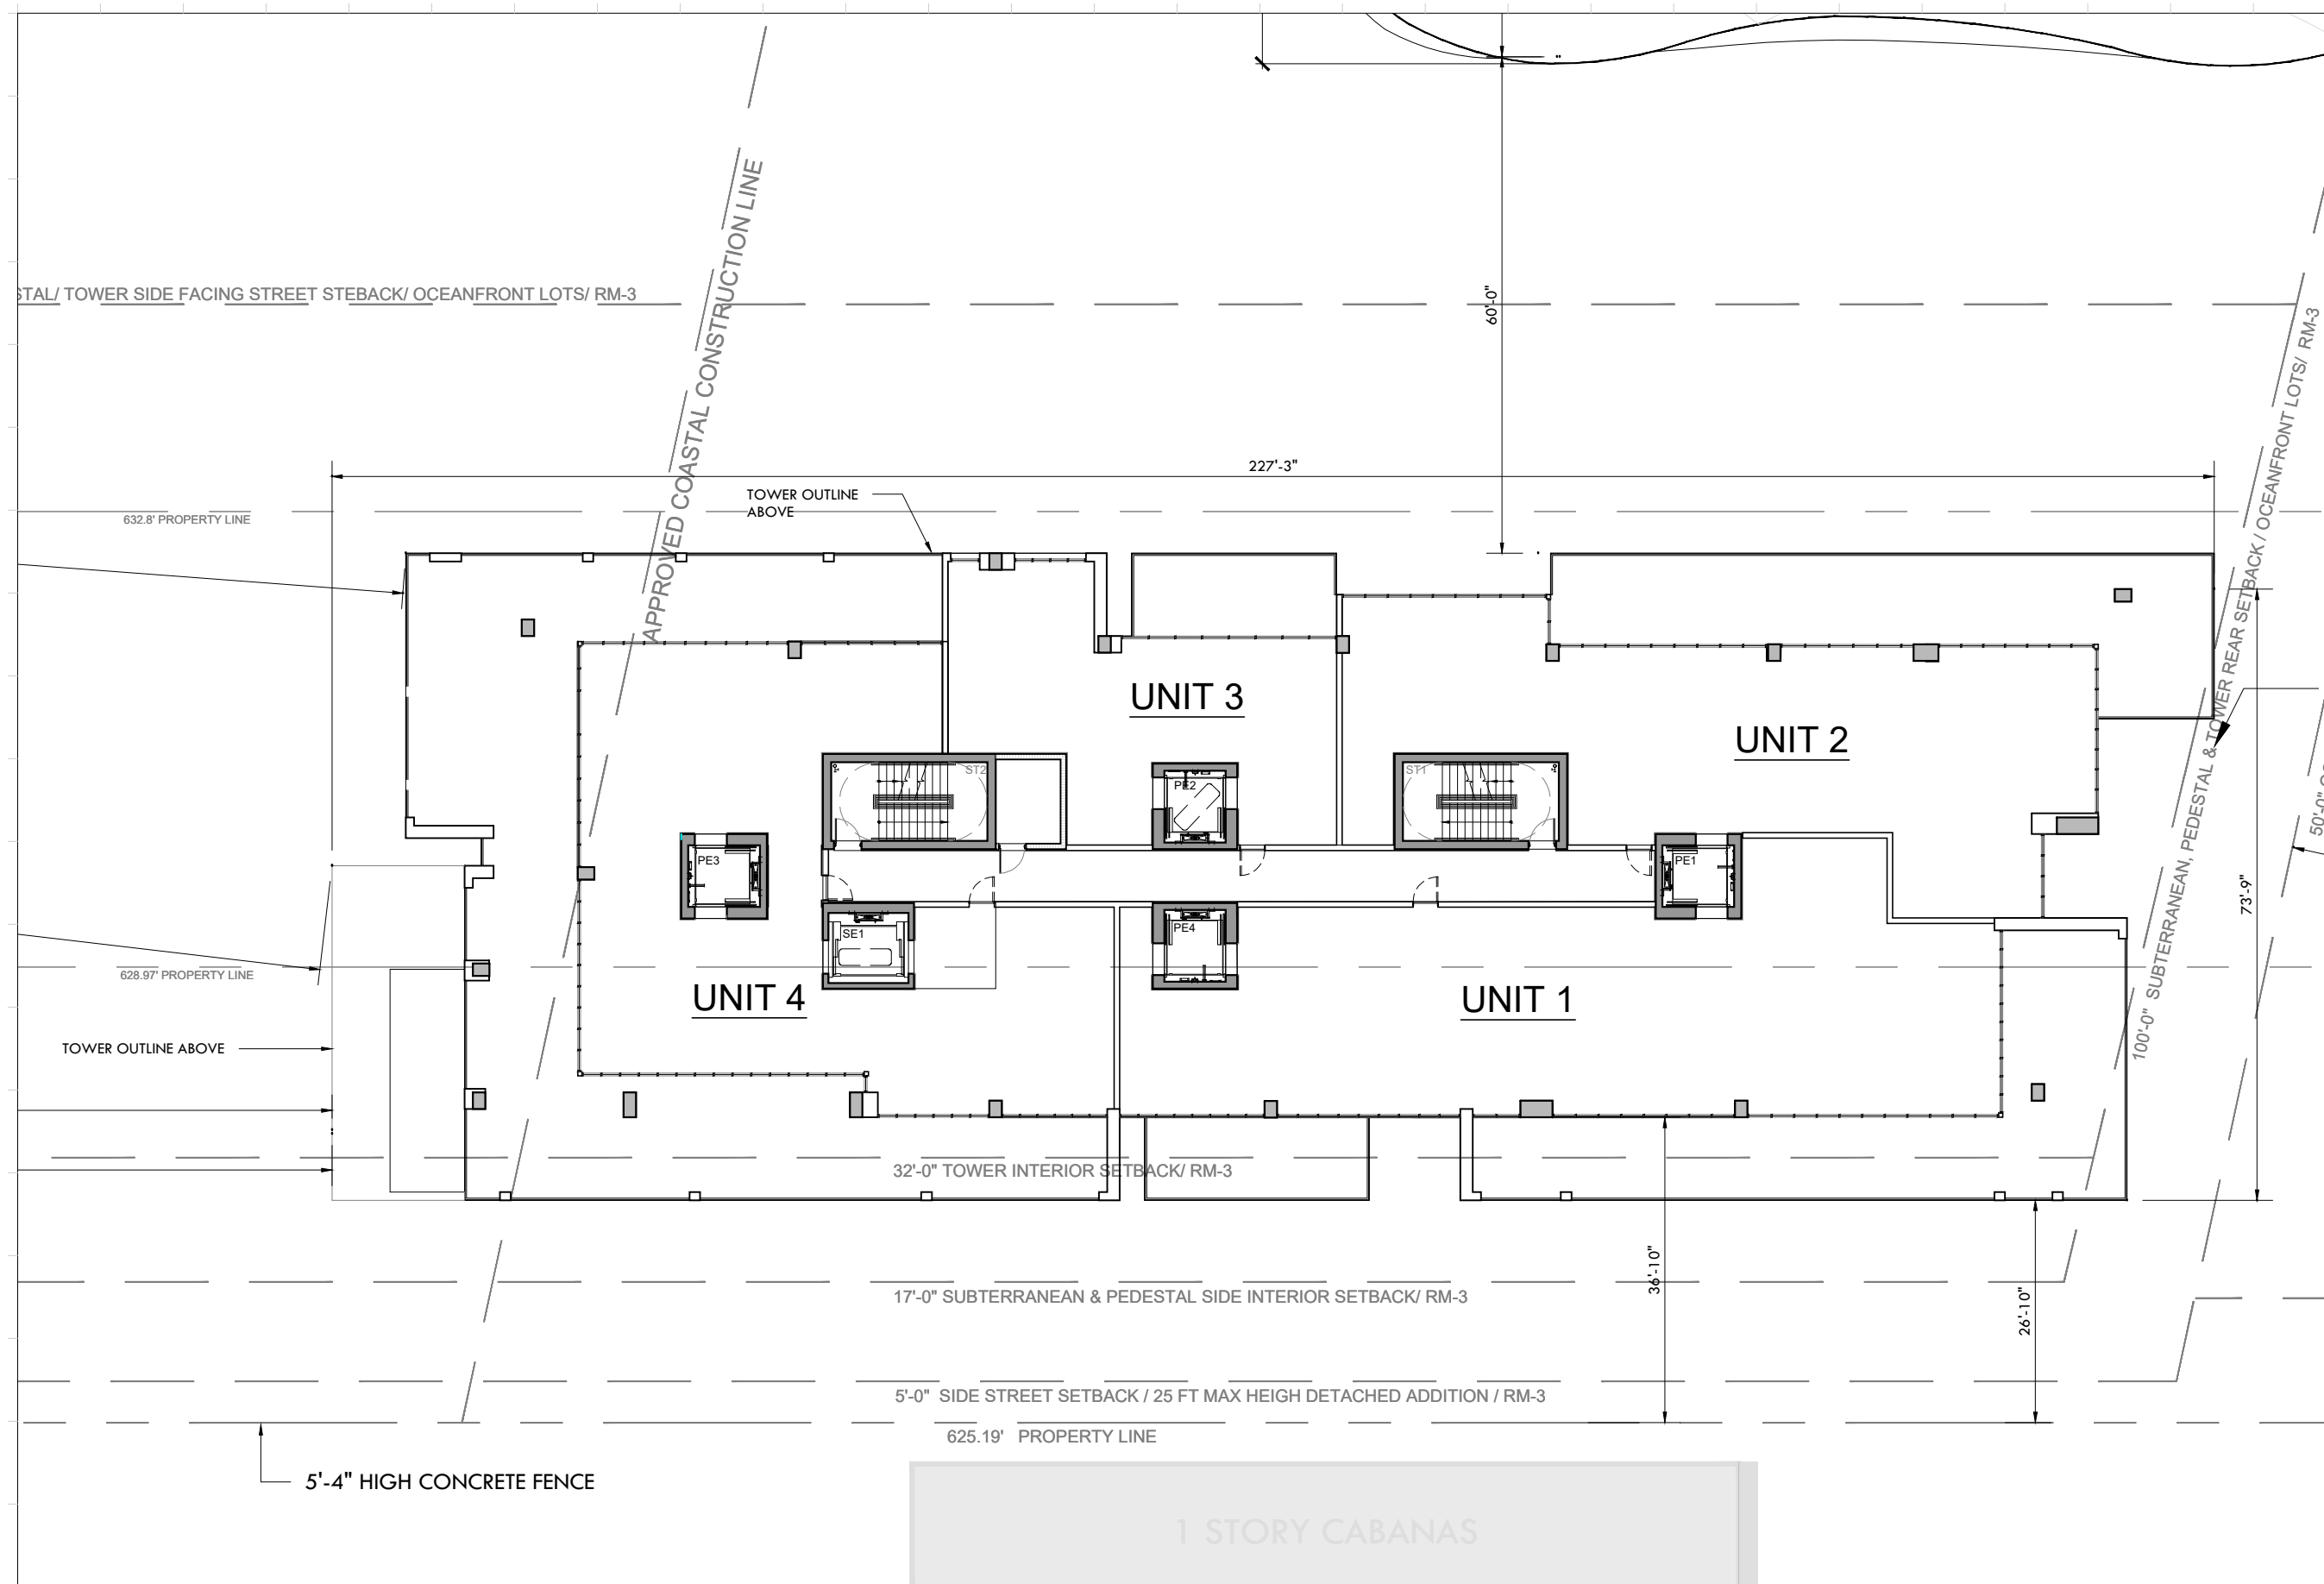 STAL/ TOWER SIDE FACING STREET STEBACK/ OCEANFRONT LOTS/ RM-3
APPROVED COASTAL CONSTRUCTION LINE
60'-0"
227'-3"
TOWER OUTLINE
ABOVE
632.8' PROPERTY LINE
100'-0" SUBTERRANEAN, PEDESTAL & TOWER REAR SETBACK / OCEANFRONT LOTS/ RM-3
50'-0"
UNIT 3
UNIT 2
ST2
PE2
ST1
PE3
PE1
73'-9"
SE1
PE4
628.97' PROPERTY LINE
UNIT 4
UNIT 1
TOWER OUTLINE ABOVE
32'-0" TOWER INTERIOR SETBACK/ RM-3
36'-10"
26'-10"
17'-0" SUBTERRANEAN & PEDESTAL SIDE INTERIOR SETBACK/ RM-3
5'-0" SIDE STREET SETBACK / 25 FT MAX HEIGH DETACHED ADDITION / RM-3
625.19' PROPERTY LINE
5'-4" HIGH CONCRETE FENCE
1 STORY CABANAS